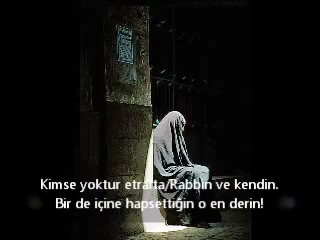 Kimse yoktur etrafta/Rabbin ve kendin.
Bir de içine hapsettiğin o en derin!